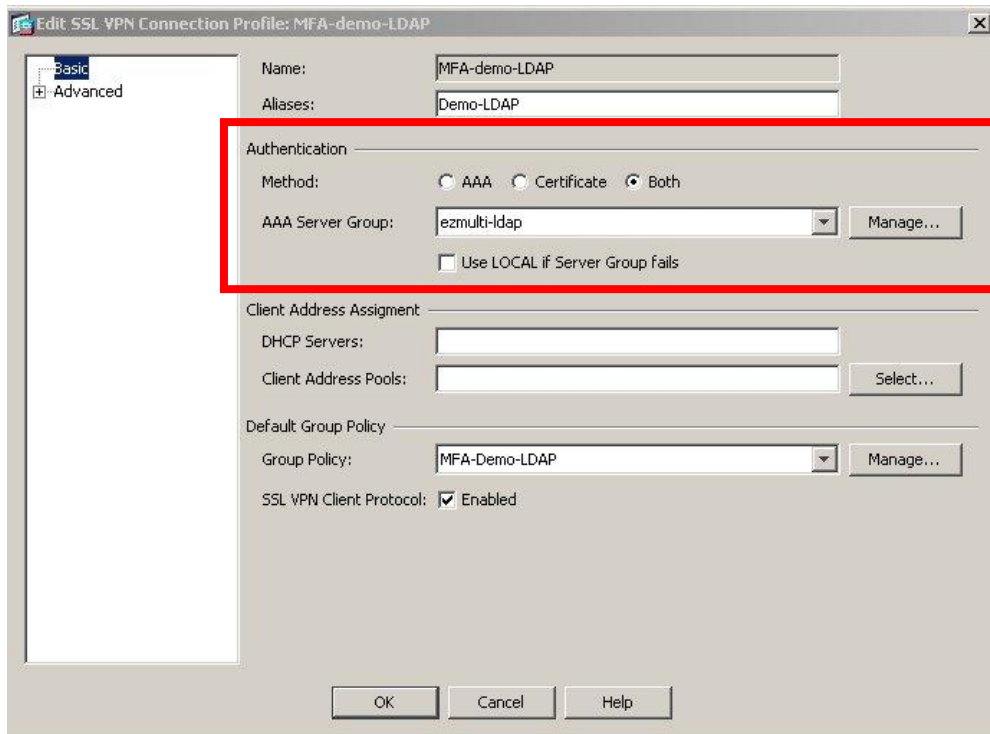 Edit SSL VPN Connection Profile: MFA-demo-LDAP
Basic
Advanced
Name: MFA-demo-LDAP
Aliases: Demo-LDAP
Authentication
Method: AAA Certificate Both
AAA Server Group: ezmulti-ldap Manage...
Use LOCAL if Server Group fails
Client Address Assigment
DHCP Servers:
Client Address Pools: Select...
Default Group Policy
Group Policy: MFA-Demo-LDAP Manage...
SSL VPN Client Protocol: Enabled
OK Cancel Help